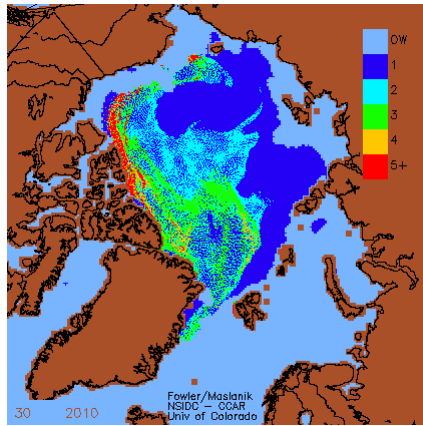 OW
1
2
3
4
5+
Fowler/Maslanik
NSIDC - CCAR
Univ of Colorado
30 2010